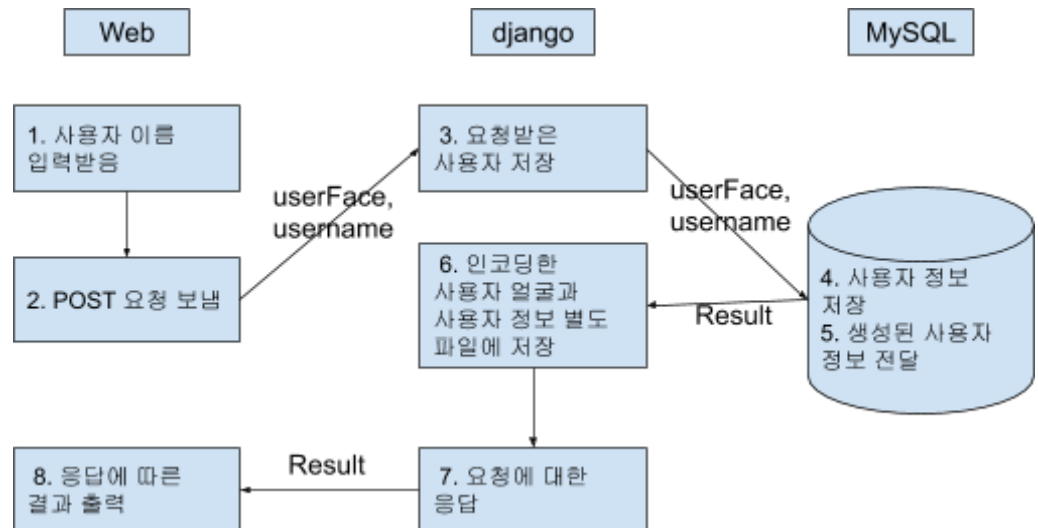 Web
django
MySQL
1. 사용자 이름
입력받음
2. POST 요청 보냄
userFace,
username
3. 요청받은
사용자 저장
userFace,
username
4. 사용자 정보
저장
5. 생성된 사용자
정보 전달
Result
6. 인코딩한
사용자 얼굴과
사용자 정보 별도
파일에 저장
7. 요청에 대한
응답
Result
8. 응답에 따른
결과 출력